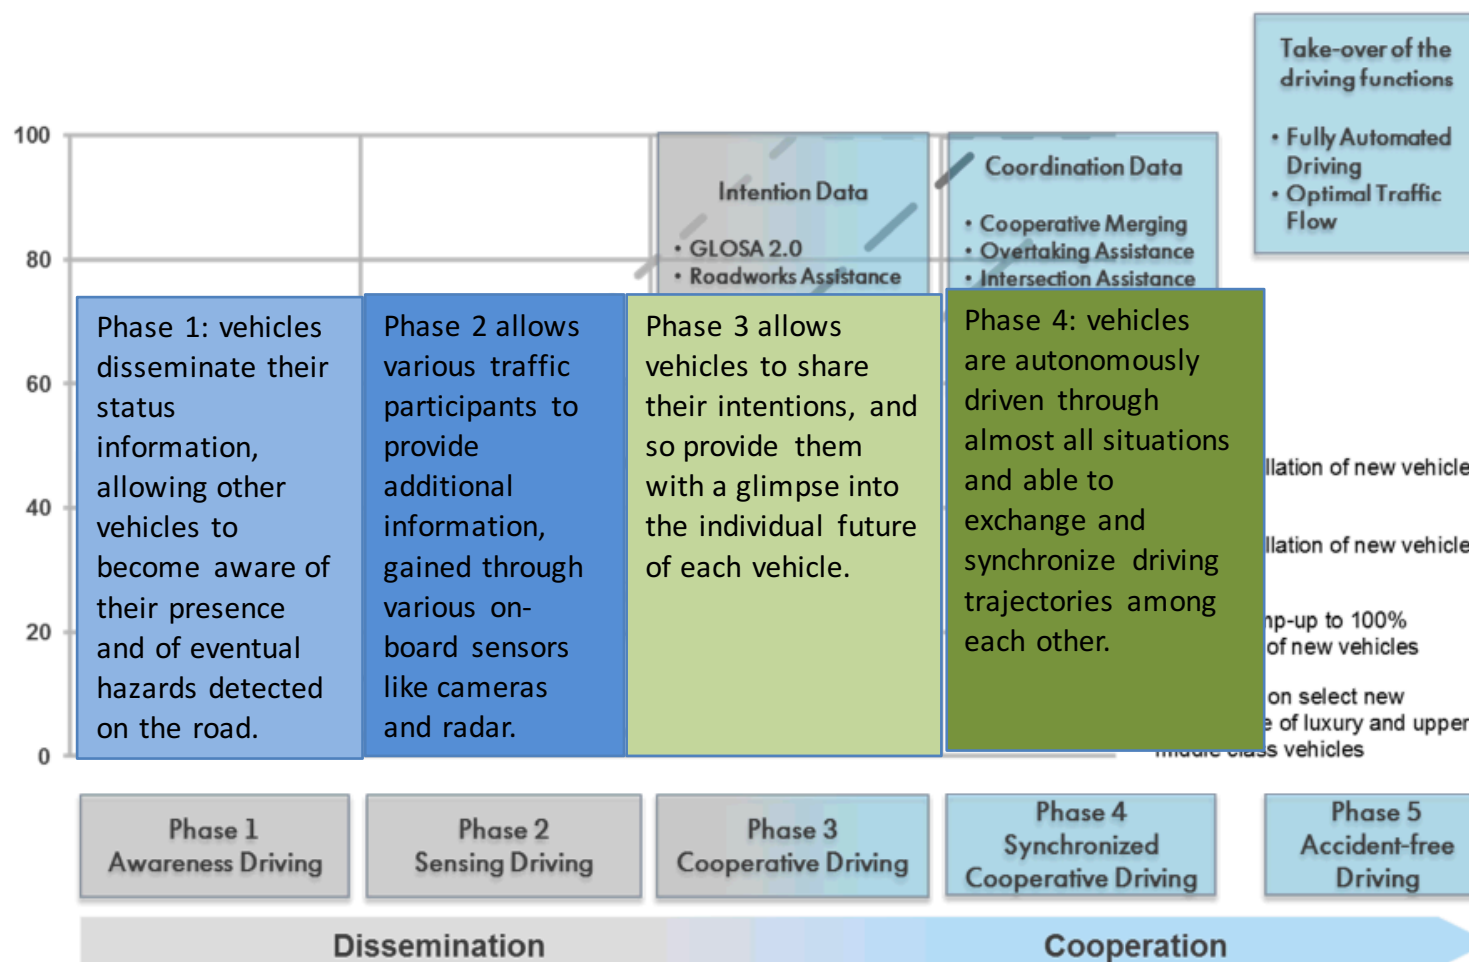 Take-over of the
driving functions
• Fully Automated
Driving
• Optimal Traffic
Flow
100
80
60
40
20
0
Intention Data
• GLOSA 2.0
• Roadworks Assistance
Coordination Data
• Cooperative Merging
• Overtaking Assistance
• Intersection Assistance
Phase 1: vehicles
disseminate their
status
information,
allowing other
vehicles to
become aware of
their presence
and of eventual
hazards detected
on the road.
Phase 2 allows
various traffic
participants to
provide
additional
information,
gained through
various on-
board sensors
like cameras
and radar.
Phase 3 allows
vehicles to share
their intentions, and
so provide them
with a glimpse into
the individual future
of each vehicle.
Phase 4: vehicles
are autonomously
driven through
almost all situations
and able to
exchange and
synchronize driving
trajectories among
each other.
of new vehicle
of new vehicle
to 100%
of new vehicles
on select new
of luxury and upper
class vehicles
Phase 1
Awareness Driving
Phase 2
Sensing Driving
Phase 3
Cooperative Driving
Phase 4
Synchronized
Cooperative Driving
Phase 5
Accident-free
Driving
Dissemination
Cooperation